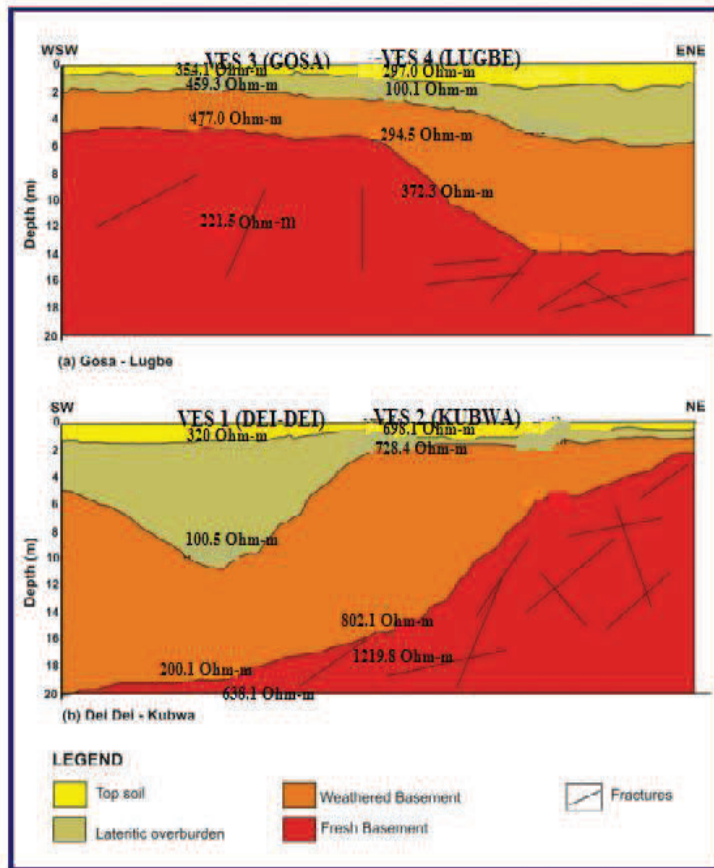 WSW VES 3 (GOSA) VES 4 (LUGBE) ENE
0 354.1 Ohm-m 297.0 Ohm-m
2 459.3 Ohm-m 100.1 Ohm-m
4 477.0 Ohm-m
6 294.5 Ohm-m
8
10 372.3 Ohm-m
12 221.5 Ohm-m
14
16
18
20
Depth (m)
(a) Gosa - Lugbe
SW VES 1 (DEI-DEI) VES 2 (KUBWA) NE
0 320 Ohm-m 698.1 Ohm-m
2 728.4 Ohm-m
4
6
8
10 100.5 Ohm-m
12
14
16 802.1 Ohm-m
18 200.1 Ohm-m 1219.8 Ohm-m
20 638.1 Ohm-m
Depth [m]
(b) Dei Dei - Kubwa
LEGEND
Top soil Weathered Basement Fractures
Lateritic overburden Fresh Basement